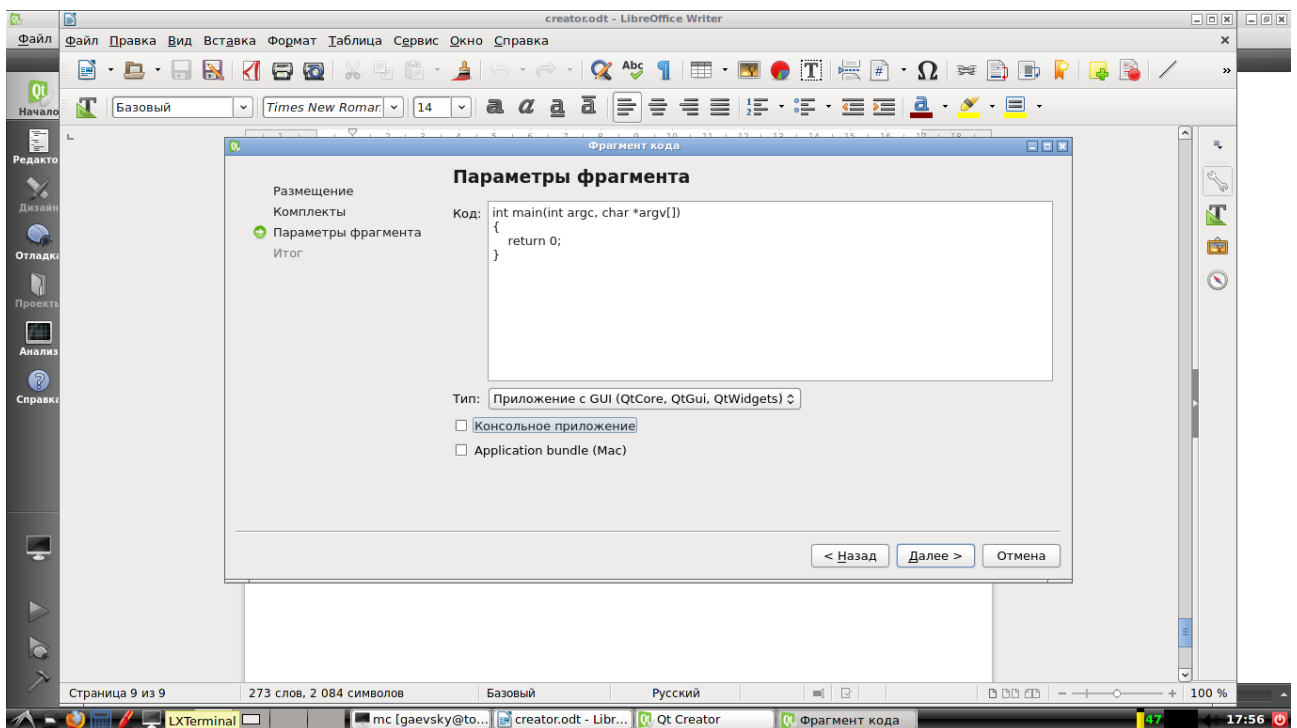 creator.odt - LibreOffice Writer
Файл
Файл Правка Вид Вставка Формат Таблица Сервис Окно Справка
Abc
Начало
Базовый
Times New Romar
14
Редакто
Дизайн
Отладка
Проекты
Анализ
Справка
Фрагмент кода
Размещение
Комплекты
Параметры фрагмента
Итог
Параметры фрагмента
Код:
int main(int argc, char *argv[])
{
return 0;
}
Тип: Приложение с GUI (QtCore, QtGui, QtWidgets)
Консольное приложение
Application bundle (Mac)
< Назад
Далее >
Отмена
Страница 9 из 9
273 слов, 2 084 символов
Базовый
Русский
100 %
LXTerminal
mc [gaevsky@to...
creator.odt - Libr...
Qt Creator
Фрагмент кода
47
17:56